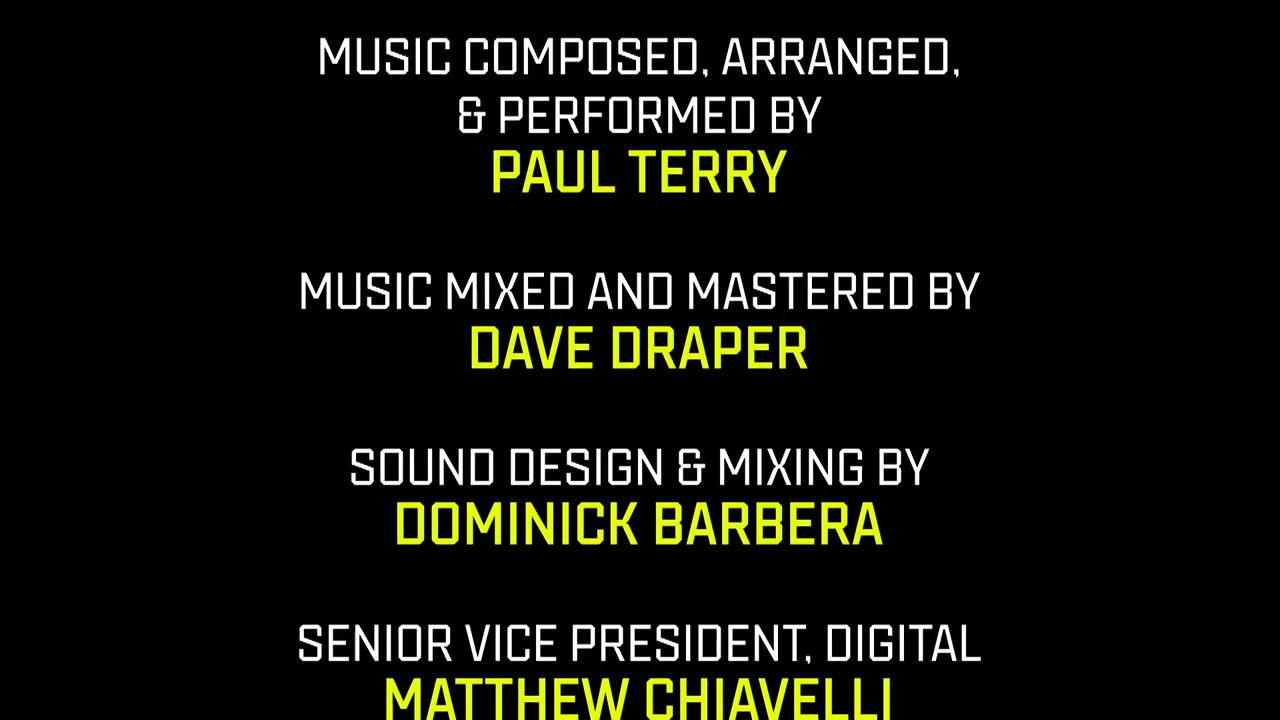 MUSIC COMPOSED, ARRANGED,
& PERFORMED BY
PAUL TERRY
MUSIC MIXED AND MASTERED BY
DAVE DRAPER
SOUND DESIGN & MIXING BY
DOMINICK BARBERA
SENIOR VICE PRESIDENT, DIGITAL
MATTHEW CHIAVELLI